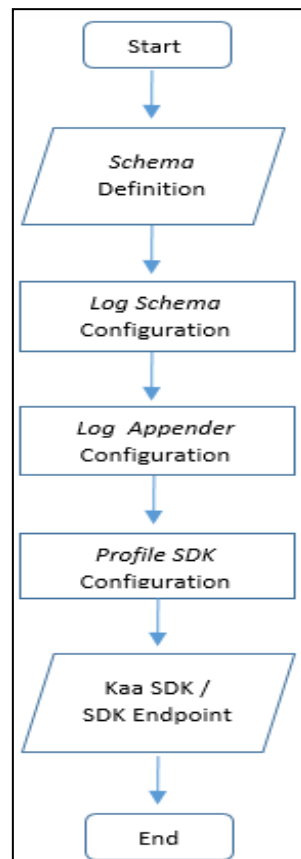 Start
Schema
Definition
Log Schema
Configuration
Log Appender
Configuration
Profile SDK
Configuration
Kaa SDK /
SDK Endpoint
End